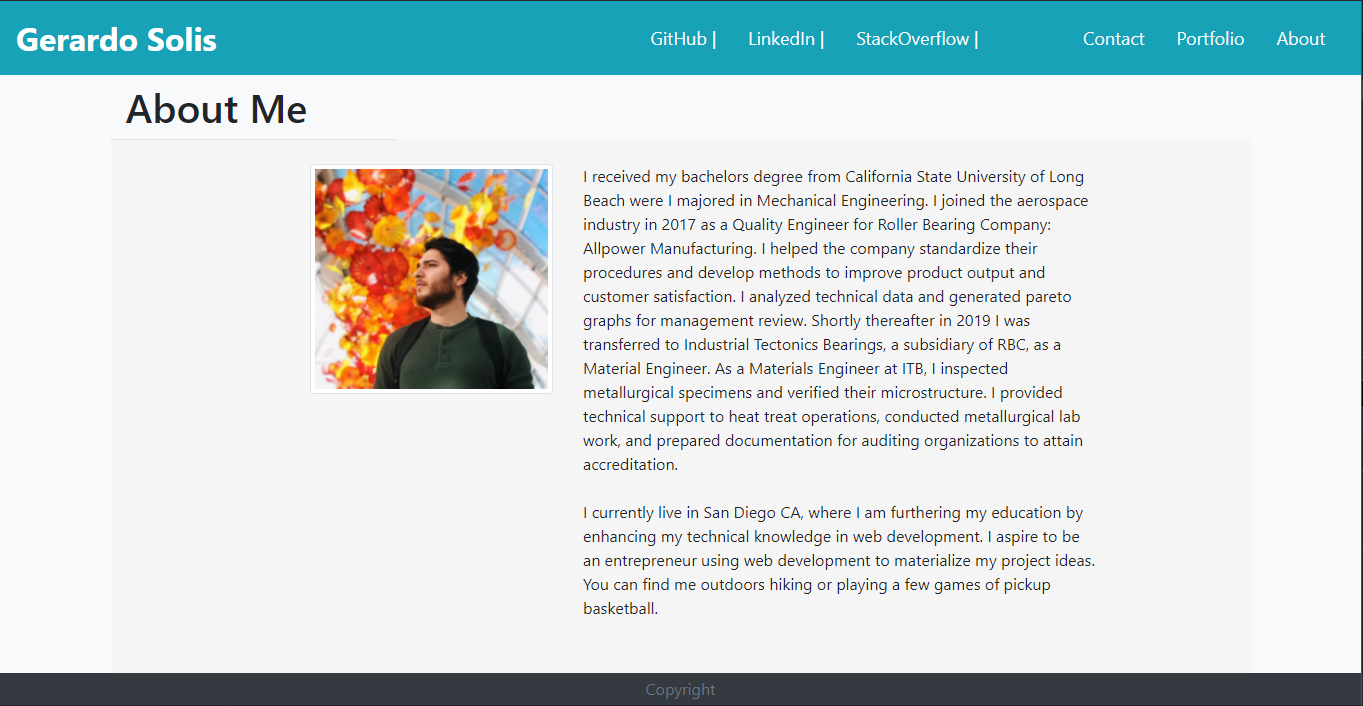 Gerardo Solis
GitHub |
LinkedIn |
StackOverflow |
Contact
Portfolio
About
About Me
I received my bachelors degree from California State University of Long
Beach were I majored in Mechanical Engineering. I joined the aerospace
industry in 2017 as a Quality Engineer for Roller Bearing Company:
Allpower Manufacturing. I helped the company standardize their
procedures and develop methods to improve product output and
customer satisfaction. I analyzed technical data and generated pareto
graphs for management review. Shortly thereafter in 2019 I was
transferred to Industrial Tectonics Bearings, a subsidiary of RBC, as a
Material Engineer. As a Materials Engineer at ITB, I inspected
metallurgical specimens and verified their microstructure. I provided
technical support to heat treat operations, conducted metallurgical lab
work, and prepared documentation for auditing organizations to attain
accreditation.
I currently live in San Diego CA, where I am furthering my education by
enhancing my technical knowledge in web development. I aspire to be
an entrepreneur using web development to materialize my project ideas.
You can find me outdoors hiking or playing a few games of pickup
basketball.
Copyright